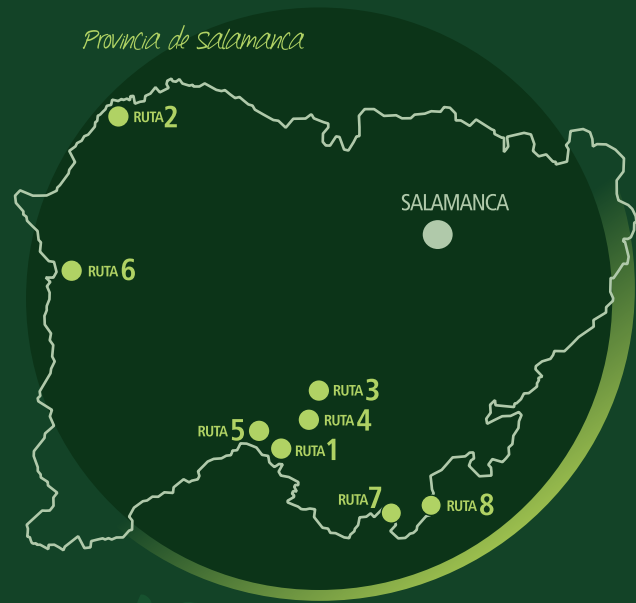 Provincia de Salamanca
RUTA 2
SALAMANCA
RUTA 6
RUTA 3
RUTA 4
RUTA 5
RUTA 1
RUTA 7
RUTA 8